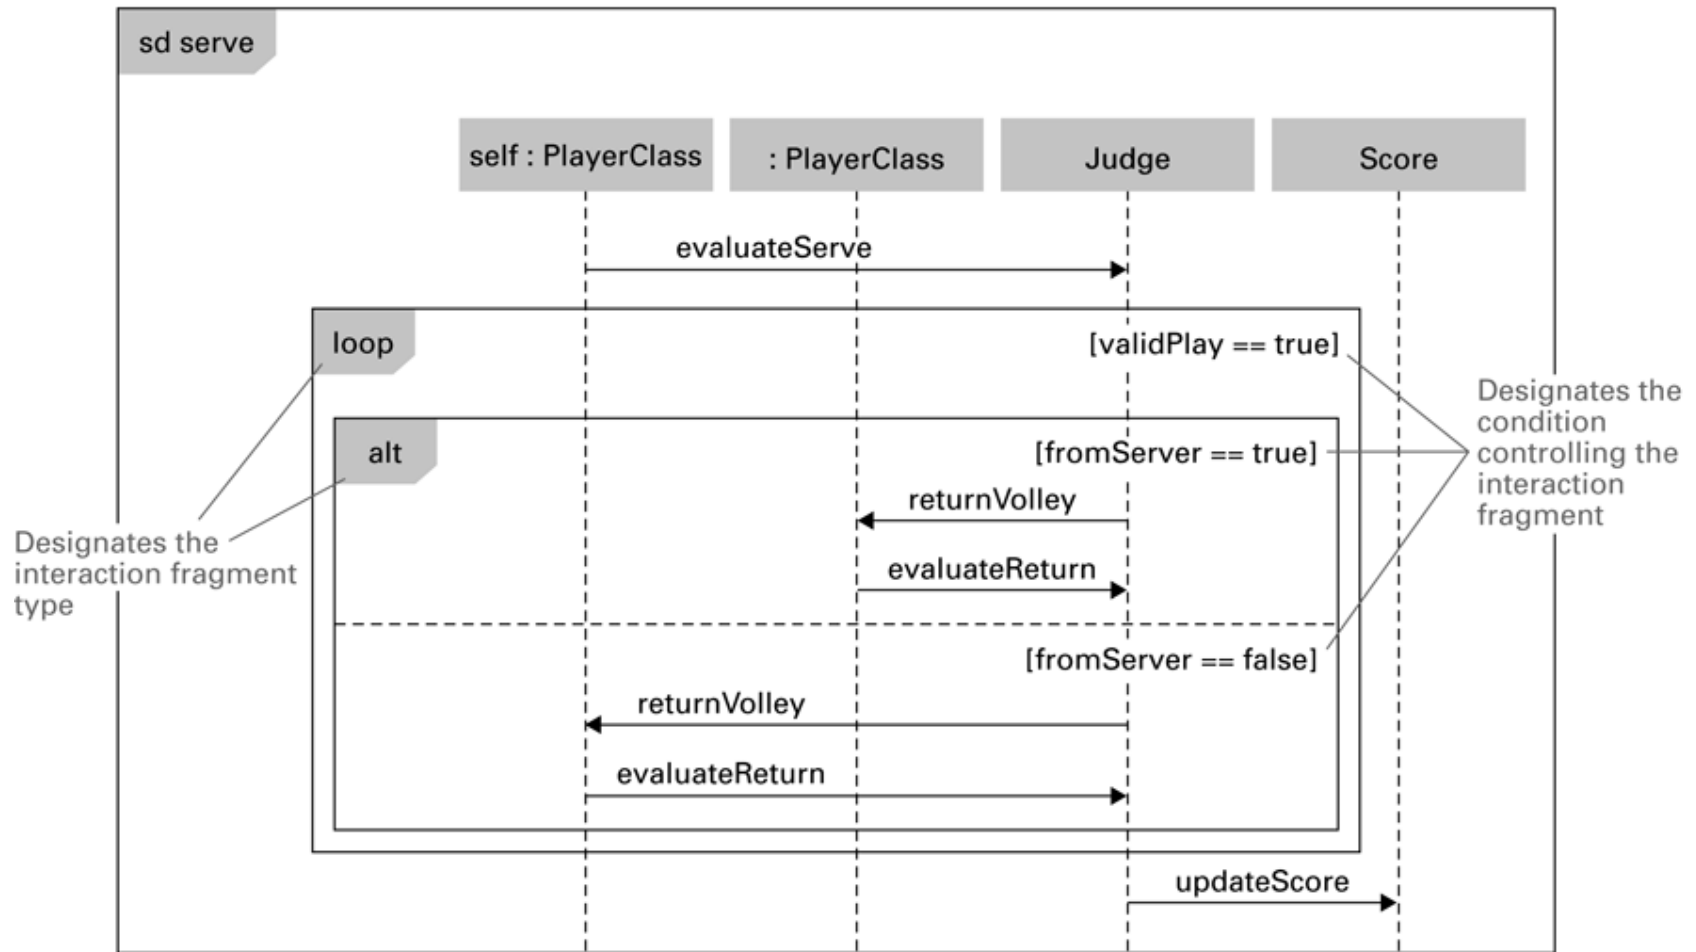 sd serve
self : PlayerClass
: PlayerClass
Judge
Score
evaluateServe
loop
[validPlay == true]
alt
[fromServer == true]
returnVolley
evaluateReturn
[fromServer == false]
returnVolley
evaluateReturn
updateScore
Designates the
interaction fragment
type
Designates the
condition
controlling the
interaction
fragment